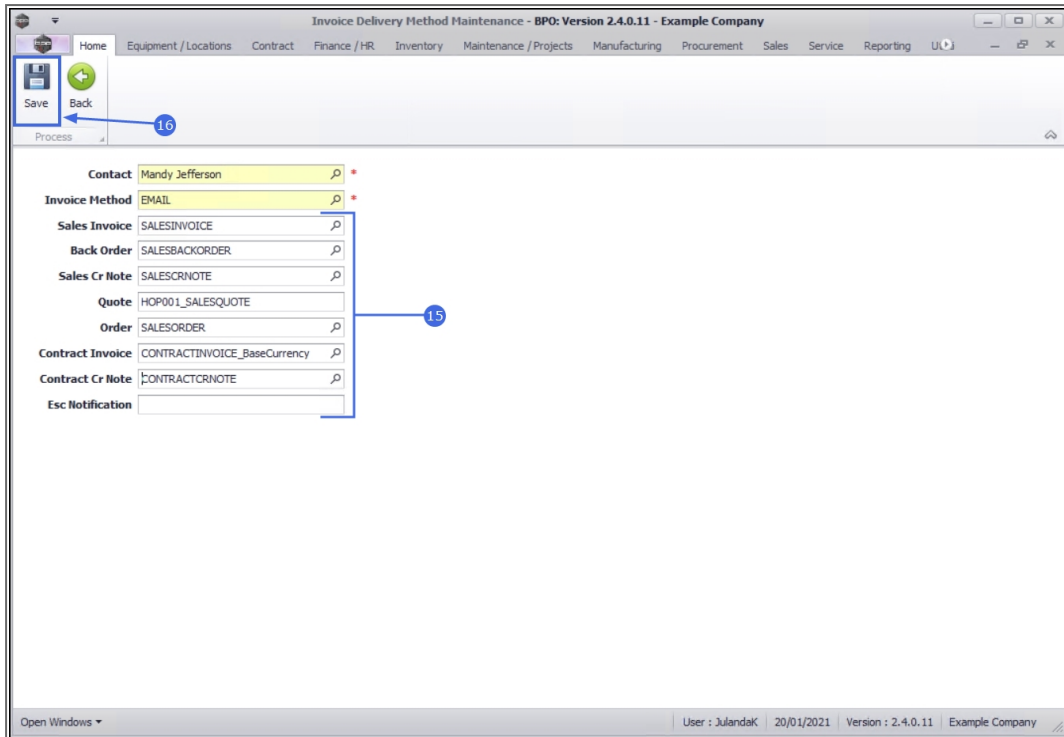 Invoice Delivery Method Maintenance - BPO: Version 2.4.0.11 - Example Company
Home Equipment / Locations Contract Finance / HR Inventory Maintenance / Projects Manufacturing Procurement Sales Service Reporting
Save Back
16
Process
Contact Mandy Jefferson *
Invoice Method EMAIL *
Sales Invoice SALESINVOICE
Back Order SALESBACKORDER
Sales Cr Note SALESCRNOTE
Quote HOP001_SALESQUOTE
15
Order SALESORDER
Contract Invoice CONTRACTINVOICE_BaseCurrency
Contract Cr Note CONTRACTCRNOTE
Esc Notification
Open Windows User : JulandaK 20/01/2021 Version : 2.4.0.11 Example Company